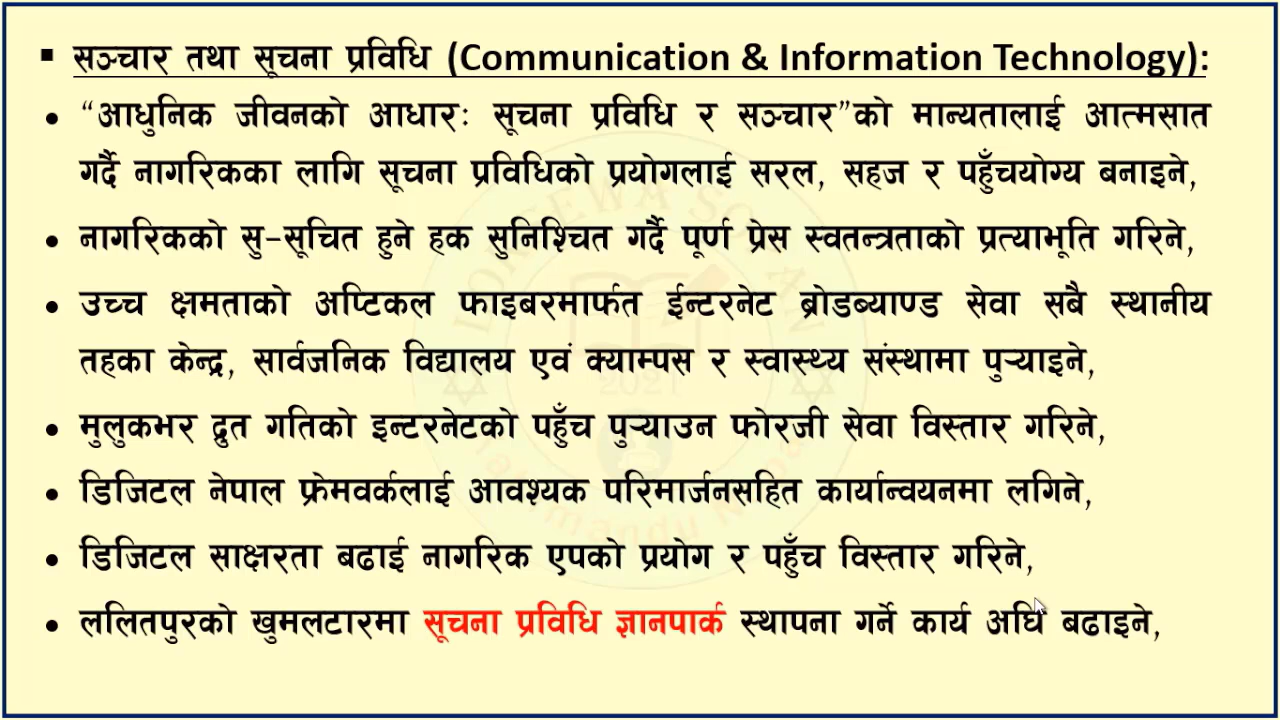 ▪ सञ्चार तथा सूचना प्रविधि (Communication & Information Technology):
• “आधुनिक जीवनको आधारः सूचना प्रविधि र सञ्चार”को मान्यतालाई आत्मसात
गर्दै नागरिकका लागि सूचना प्रविधिको प्रयोगलाई सरल, सहज र पहुँचयोग्य बनाइने,
• नागरिकको सु-सूचित हुने हक सुनिश्चित गर्दै पूर्ण प्रेस स्वतन्त्रताको प्रत्याभूति गरिने,
• उच्च क्षमताको अप्टिकल फाइबरमार्फत ईन्टरनेट ब्रोडब्याण्ड सेवा सबै स्थानीय
तहका केन्द्र, सार्वजनिक विद्यालय एवं क्याम्पस र स्वास्थ्य संस्थामा पुर्‍याइने,
• मुलुकभर द्रुत गतिको इन्टरनेटको पहुँच पुर्‍याउन फोरजी सेवा विस्तार गरिने,
• डिजिटल नेपाल फ्रेमवर्कलाई आवश्यक परिमार्जनसहित कार्यान्वयनमा लगिने,
• डिजिटल साक्षरता बढाई नागरिक एपको प्रयोग र पहुँच विस्तार गरिने,
• ललितपुरको खुमलटारमा सूचना प्रविधि ज्ञानपार्क स्थापना गर्ने कार्य अघि बढाइने,
2021